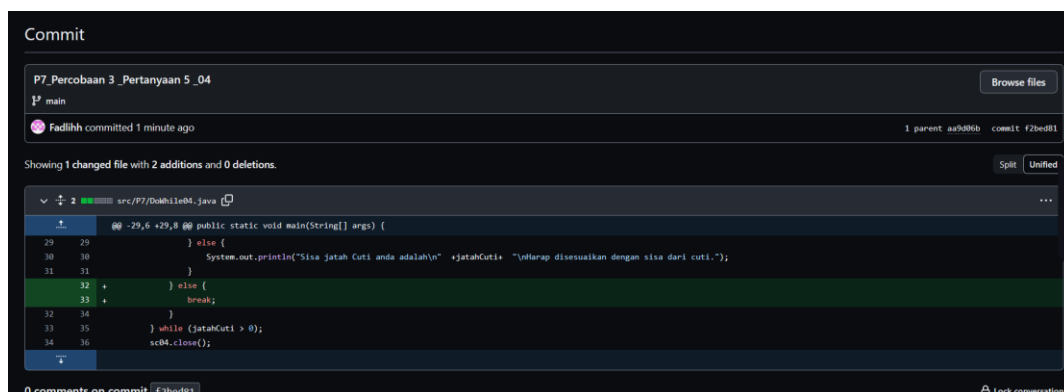 Commit
P7_Percobaan 3 _Pertanyaan 5 _04
Browse files
main
Fadlihh committed 1 minute ago
1 parent aa9d06b commit f2bed81
Showing 1 changed file with 2 additions and 0 deletions.
Split Unified
2 src/P7/DoWhile04.java
@@ -29,6 +29,8 @@ public static void main(String[] args) {
29 29 } else {
30 30 System.out.println("Sisa jatah Cuti anda adalah\n" +jatahCuti+ "\nHarap disesuaikan dengan sisa dari cuti.");
31 31 }
32 + } else {
33 + break;
32 34 }
33 35 } while (jatahCuti > 0);
34 36 sc04.close();
0 comments on commit f2bed81
Lock conversation